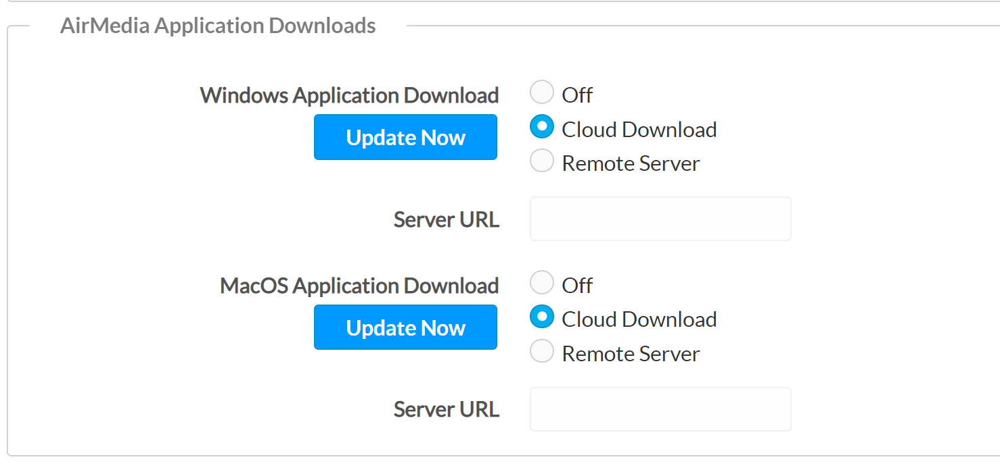 AirMedia Application Downloads
Windows Application Download
Off
Update Now
Cloud Download
Remote Server
Server URL
MacOS Application Download
Off
Update Now
Cloud Download
Remote Server
Server URL